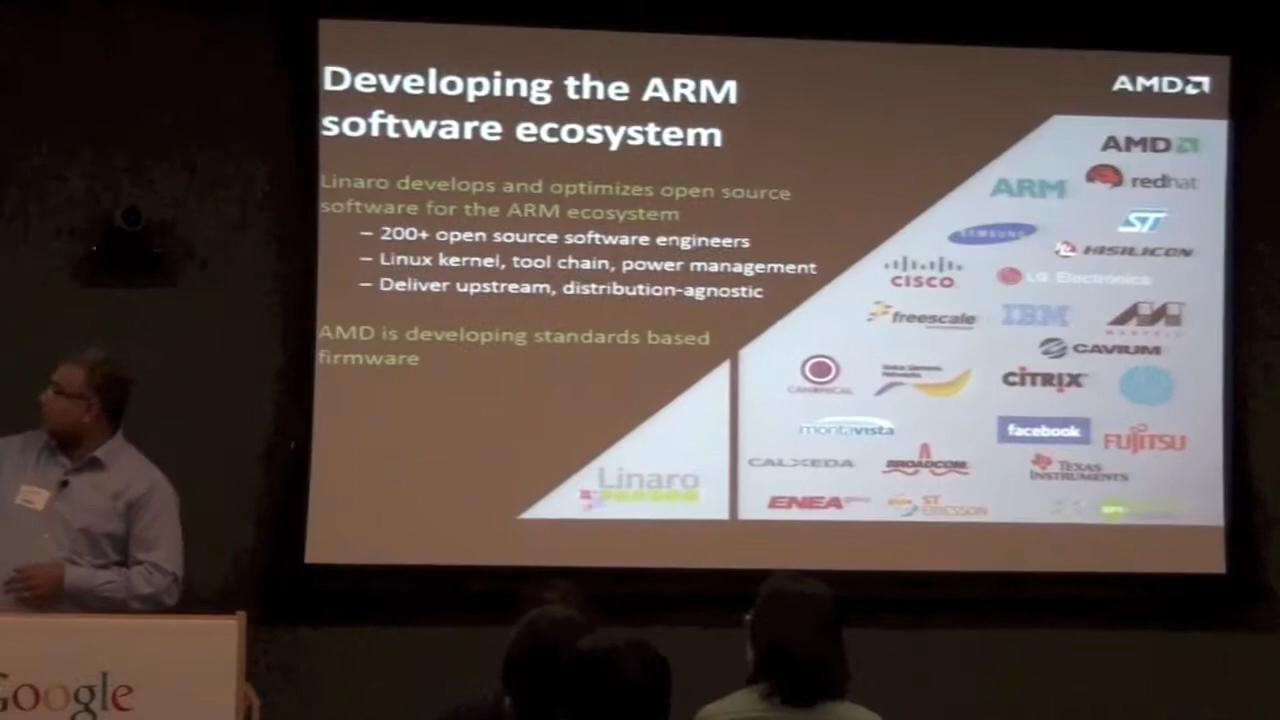 Developing the ARM
software ecosystem
AMD
Linaro develops and optimizes open source
software for the ARM ecosystem
– 200+ open source software engineers
– Linux kernel, tool chain, power management
– Deliver upstream, distribution-agnostic
AMD is developing standards based
firmware
AMD
ARM
redhat
ST
SAMSUNG
HISILICON
CISCO
LG Electronics
freescale
IBM
MARVELL
CAVIUM
CANONICAL
Nokia Siemens
Networks
CITRIX
montavista
facebook
FUJITSU
CALXEDA
BROADCOM
TEXAS
INSTRUMENTS
Linaro
ENEA
ST
ERICSSON
Google